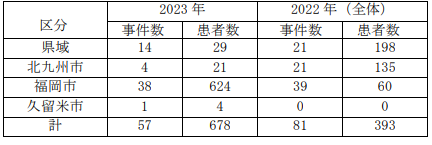 区分 2023 年 2022 年（全体）
事件数 患者数 事件数 患者数
県域 14 29 21 198
北九州市 4 21 21 135
福岡市 38 624 39 60
久留米市 1 4 0 0
計 57 678 81 393